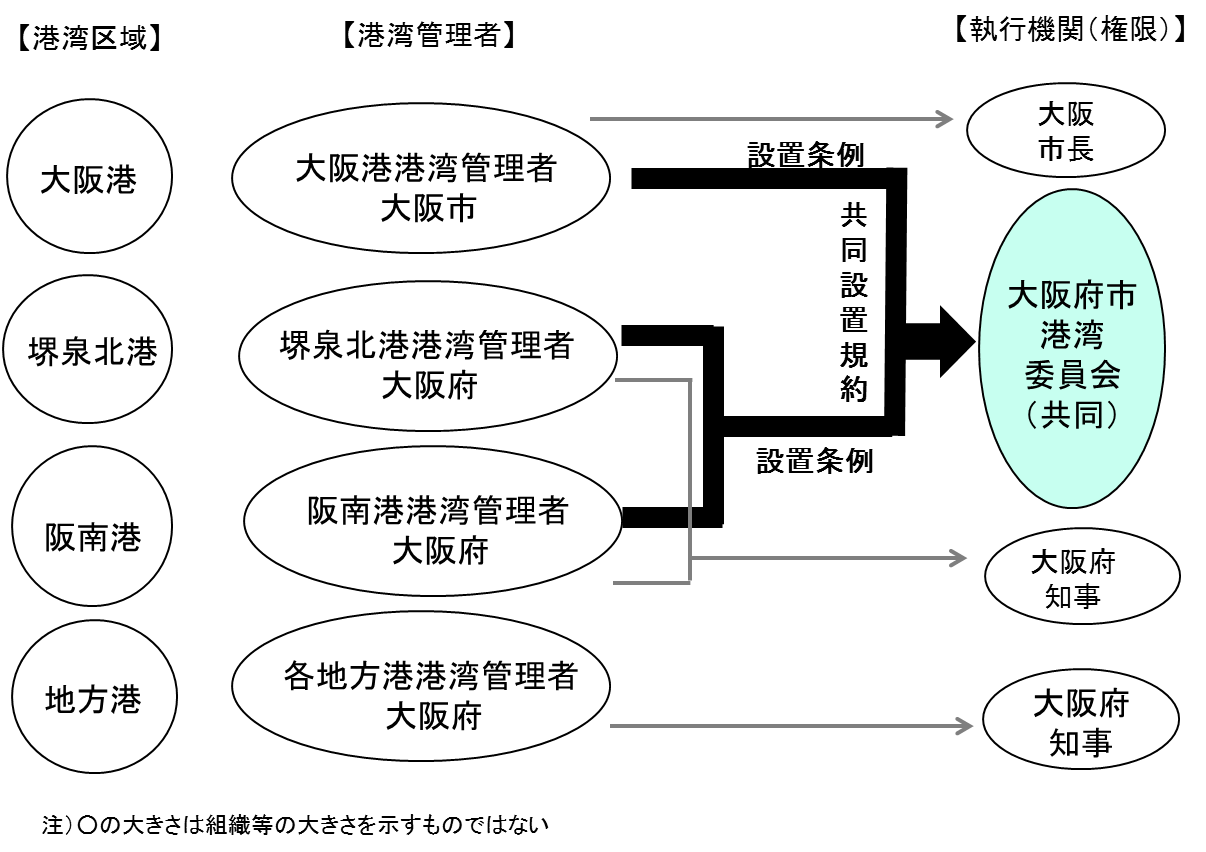 【港湾区域】
【港湾管理者】
【執行機関（権限）】
大阪港
大阪港港湾管理者
大阪市
設置条例
大阪
市長
共同設置規約
堺泉北港
堺泉北港港湾管理者
大阪府
大阪府市
港湾
委員会
（共同）
設置条例
阪南港
阪南港港湾管理者
大阪府
大阪府
知事
地方港
各地方港港湾管理者
大阪府
大阪府
知事
注）〇の大きさは組織等の大きさを示すものではない